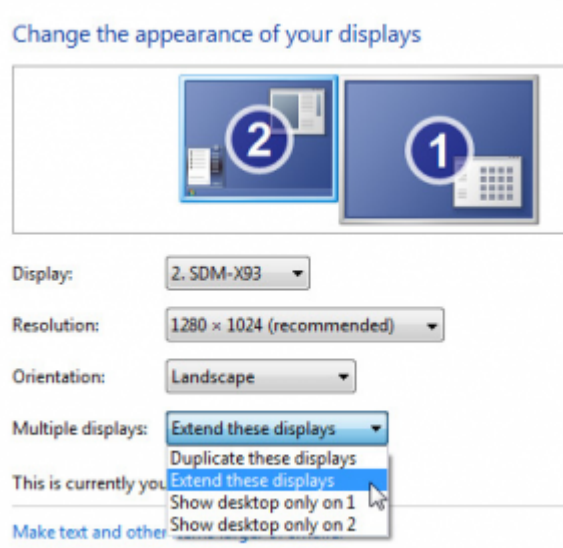 Change the appearance of your displays
2
1
Display: 2. SDM-X93
Resolution: 1280 × 1024 (recommended)
Orientation: Landscape
Multiple displays: Extend these displays
Duplicate these displays
This is currently you
Extend these displays
Show desktop only on 1
Show desktop only on 2
Make text and other